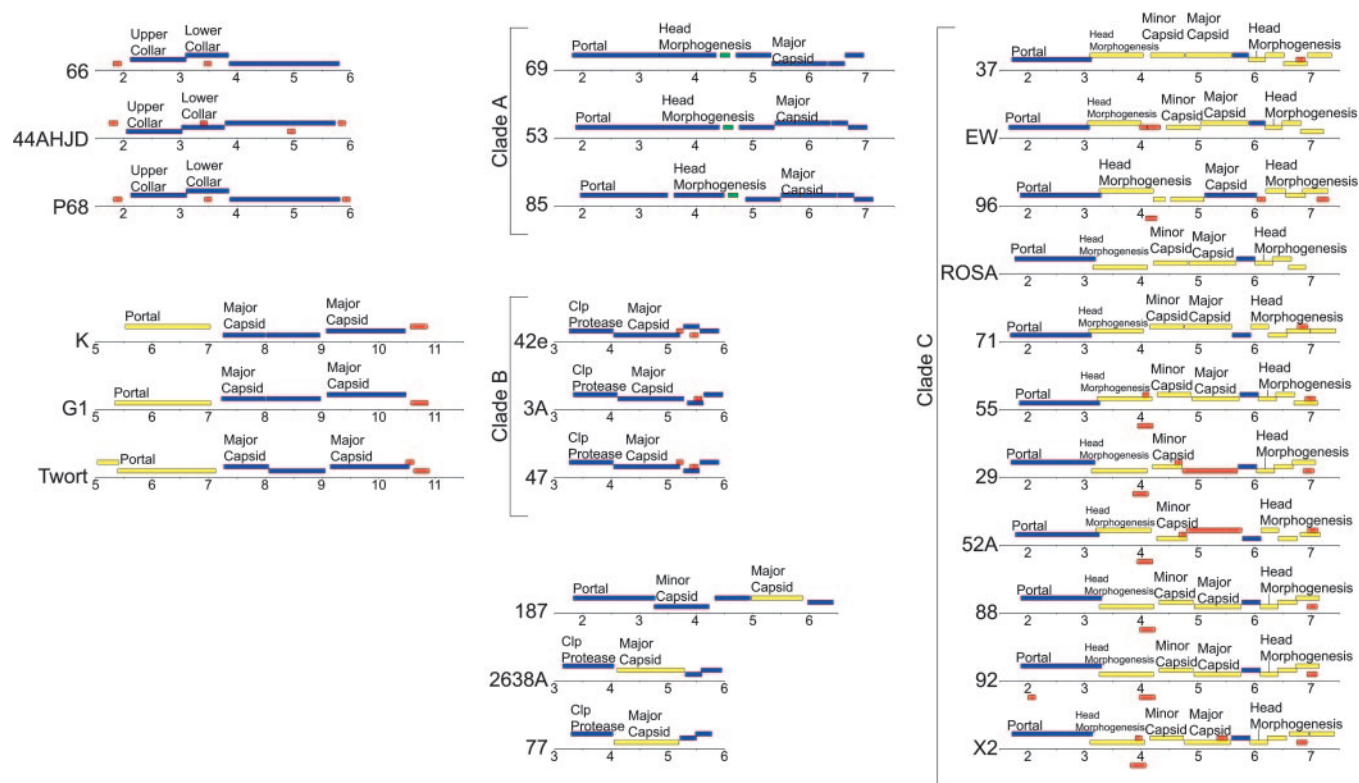 Upper
Collar
Lower
Collar
66
2 3 4 5 6
Upper
Collar
Lower
Collar
44AHJD
2 3 4 5 6
Upper
Collar
Lower
Collar
P68
2 3 4 5 6
Portal
Major
Capsid
Major
Capsid
K
5 6 7 8 9 10 11
Portal
Major
Capsid
Major
Capsid
G1
5 6 7 8 9 10 11
Portal
Major
Capsid
Major
Capsid
Twort
5 6 7 8 9 10 11
Clade A
Portal
Head
Morphogenesis
Major
Capsid
69
2 3 4 5 6 7
Portal
Head
Morphogenesis
Major
Capsid
53
2 3 4 5 6 7
Portal
Head
Morphogenesis
Major
Capsid
85
2 3 4 5 6 7
Clade B
Clp
Protease
Major
Capsid
42e
3 4 5 6
Clp
Protease
Major
Capsid
3A
3 4 5 6
Clp
Protease
Major
Capsid
47
3 4 5 6
Portal
Minor
Capsid
Major
Capsid
187
2 3 4 5 6
Clp
Protease
Major
Capsid
2638A
3 4 5 6
Clp
Protease
Major
Capsid
77
3 4 5 6
Clade C
Portal
Head
Morphogenesis
Minor
Capsid
Major
Capsid
Head
Morphogenesis
37
2 3 4 5 6 7
Portal
Head
Morphogenesis
Minor
Capsid
Major
Capsid
Head
Morphogenesis
EW
2 3 4 5 6 7
Portal
Head
Morphogenesis
Major
Capsid
Head
Morphogenesis
96
2 3 4 5 6 7
Portal
Head
Morphogenesis
Minor
Capsid
Major
Capsid
Head
Morphogenesis
ROSA
2 3 4 5 6 7
Portal
Head
Morphogenesis
Minor
Capsid
Major
Capsid
Head
Morphogenesis
71
2 3 4 5 6 7
Portal
Head
Morphogenesis
Minor
Capsid
Major
Capsid
Head
Morphogenesis
55
2 3 4 5 6 7
Portal
Head
Morphogenesis
Minor
Capsid
Head
Morphogenesis
29
2 3 4 5 6 7
Portal
Head
Morphogenesis
Minor
Capsid
Head
Morphogenesis
52A
2 3 4 5 6 7
Portal
Head
Morphogenesis
Minor
Capsid
Major
Capsid
Head
Morphogenesis
88
2 3 4 5 6 7
Portal
Head
Morphogenesis
Minor
Capsid
Major
Capsid
Head
Morphogenesis
92
2 3 4 5 6 7
Portal
Head
Morphogenesis
Minor
Capsid
Major
Capsid
Head
Morphogenesis
X2
2 3 4 5 6 7